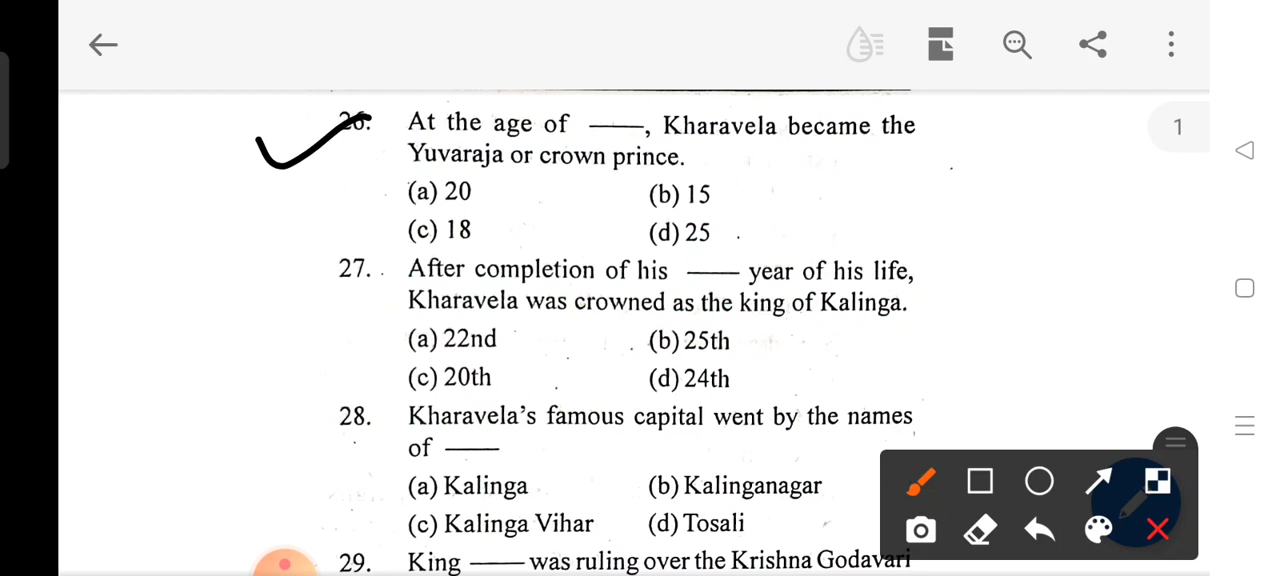 1
26. At the age of ——, Kharavela became the
Yuvaraja or crown prince.
(a) 20 (b) 15
(c) 18 (d) 25
27. After completion of his —— year of his life,
Kharavela was crowned as the king of Kalinga.
(a) 22nd (b) 25th
(c) 20th (d) 24th
28. Kharavela's famous capital went by the names
of ——
(a) Kalinga (b) Kalinganagar
(c) Kalinga Vihar (d) Tosali
29. King —— was ruling over the Krishna Godavari